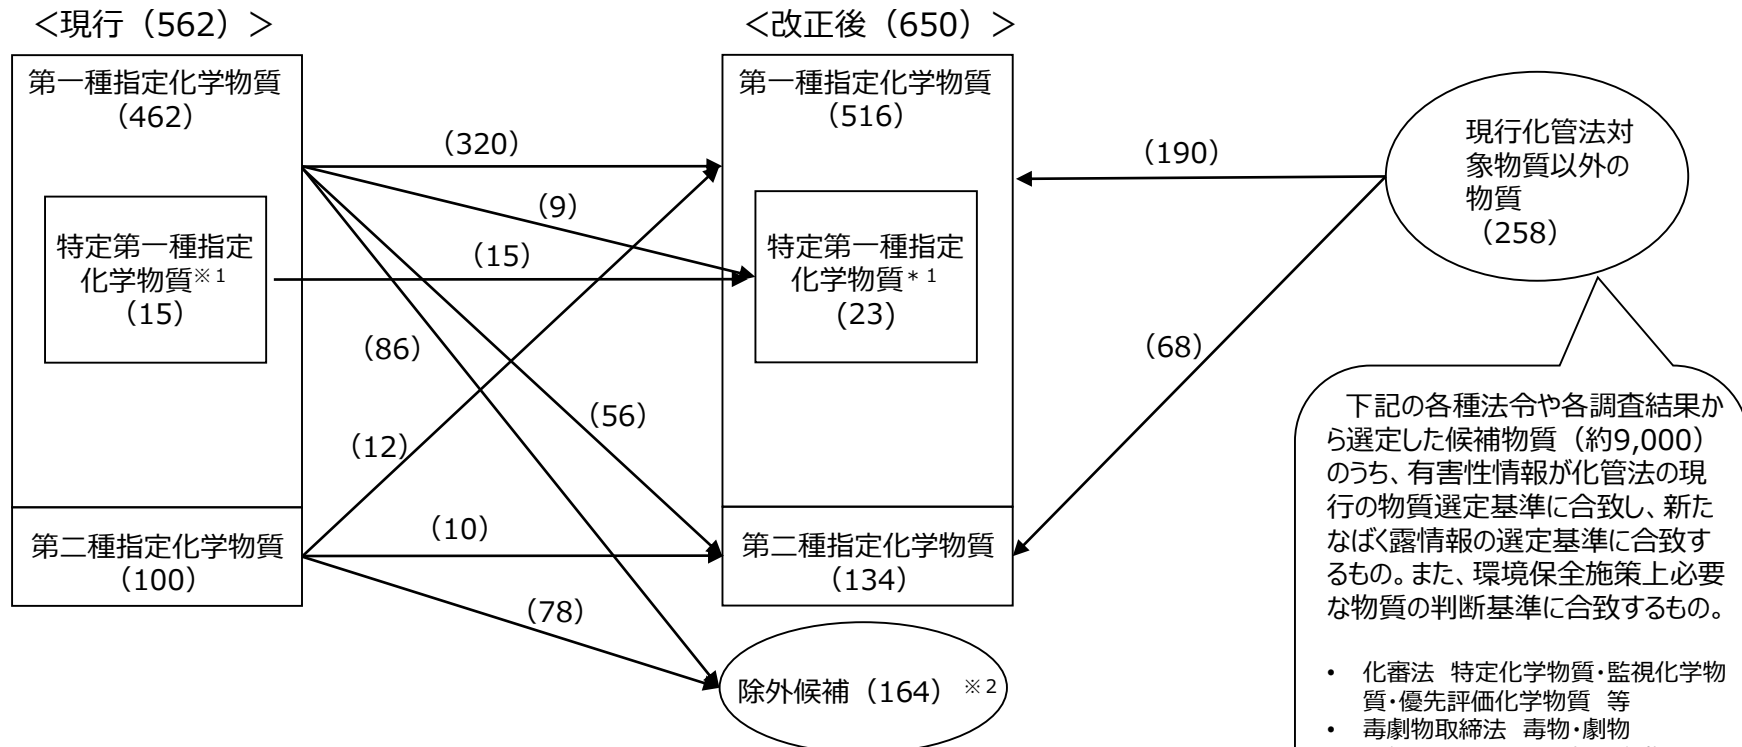 ＜現行（562）＞
第一種指定化学物質
（462）
特定第一種指定
化学物質※1
（15）
第二種指定化学物質
（100）
（320）
（9）
（15）
（86）
（56）
（12）
（10）
（78）
＜改正後（650）＞
第一種指定化学物質
（516）
特定第一種指定
化学物質＊1
（23）
第二種指定化学物質
（134）
除外候補（164）※2
（190）
（68）
現行化管法対
象物質以外の
物質
（258）
下記の各種法令や各調査結果か
ら選定した候補物質（約9,000）
のうち、有害性情報が化管法の現
行の物質選定基準に合致し、新た
なばく露情報の選定基準に合致す
るもの。また、環境保全施策上必要
な物質の判断基準に合致するもの。
• 化審法 特定化学物質・監視化学物
質・優先評価化学物質 等
• 毒劇物取締法 毒物・劇物